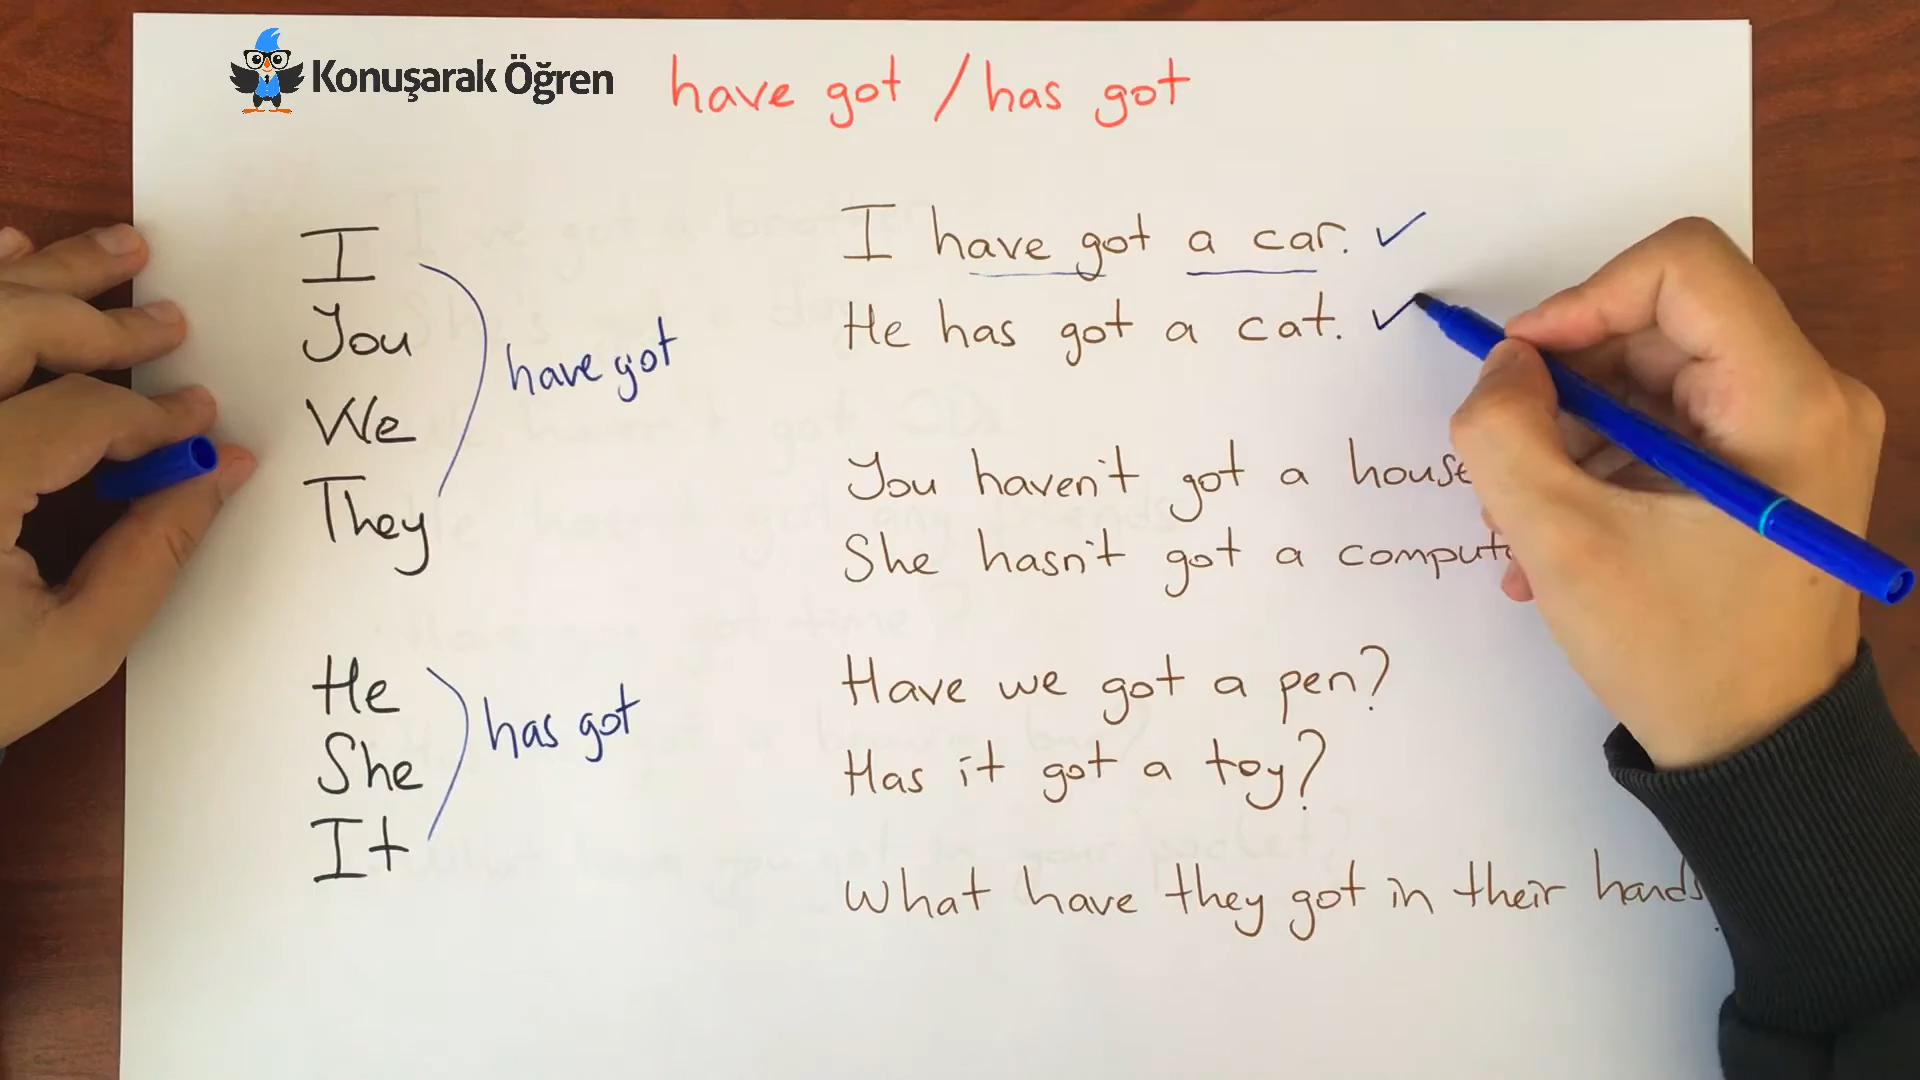 Konuşarak Öğren
have got / has got
I
You
We
They
have got
He
She
It
has got
I have got a car. ✓
He has got a cat. ✓
You haven't got a house
She hasn't got a
Have we got a pen?
Has it got a toy?
What have they got in their hands